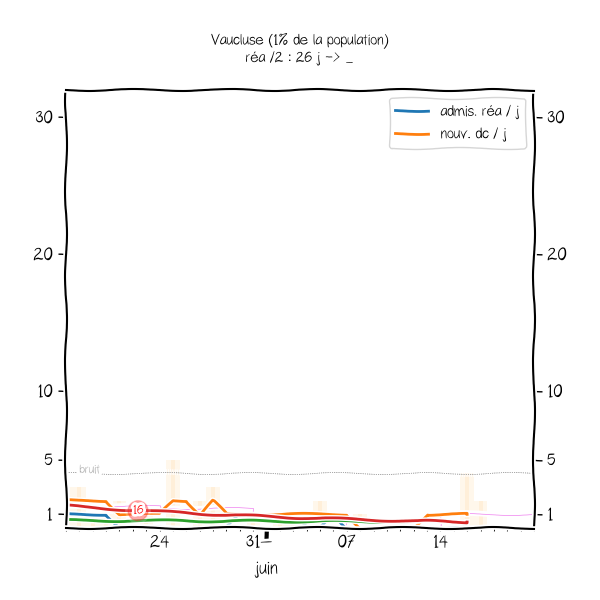 Vaucluse (1% de la population)
réa /2 : 26 j -> _
admis. réa / j
nouv. dc / j
30
30
20
20
10
10
5
5
bruit
16
1
1
24
31
07
14
juin